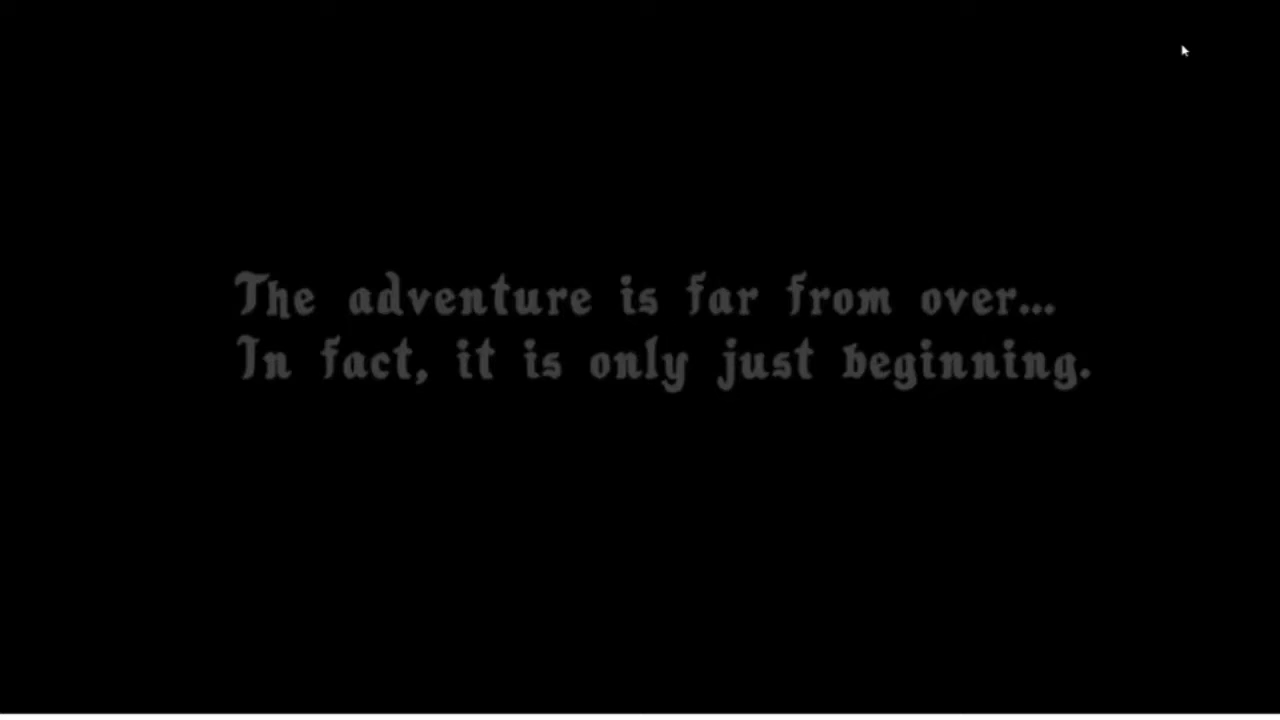 The adventure is far from over...
In fact, it is only just beginning.